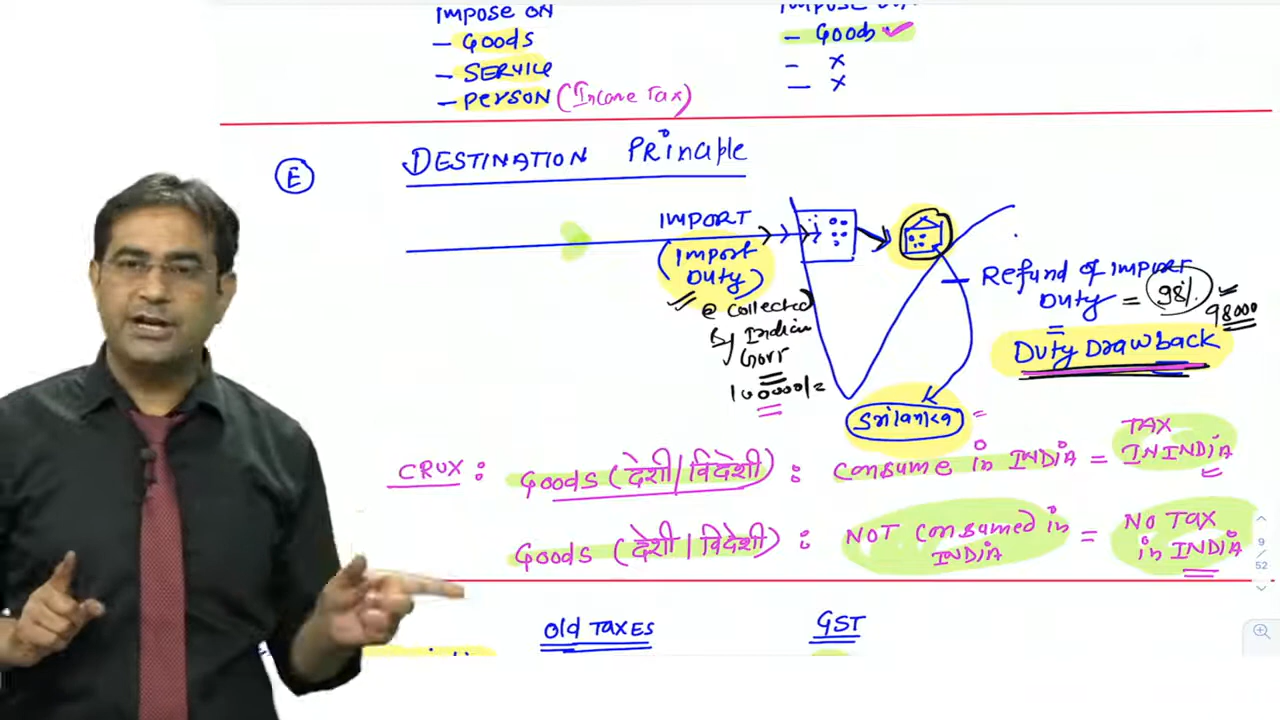 Impose on
- Goods
- Goods ✓
- SERVICE
- x
- Person (Income Tax)
- x
E
DESTINATION Principle
IMPORT
(Import
Duty)
@ Collected
By Indian
Govt
100000/=
Refund of Import
Duty = 98%
98000
Duty Drawback
Srilanka
CRUX : Goods (देशी/विदेशी) : Consume in INDIA = TAX
IN INDIA
Goods (देशी/विदेशी) : NOT Consumed in
INDIA
= NO TAX
in INDIA
Old TAXES
GST
9
/
52